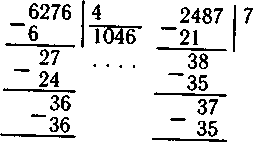 6276 | 4
- 6 | 1046
- 27 . . . .
24
- 36
36
- 2487 | 7
21
- 38
35
- 37
35